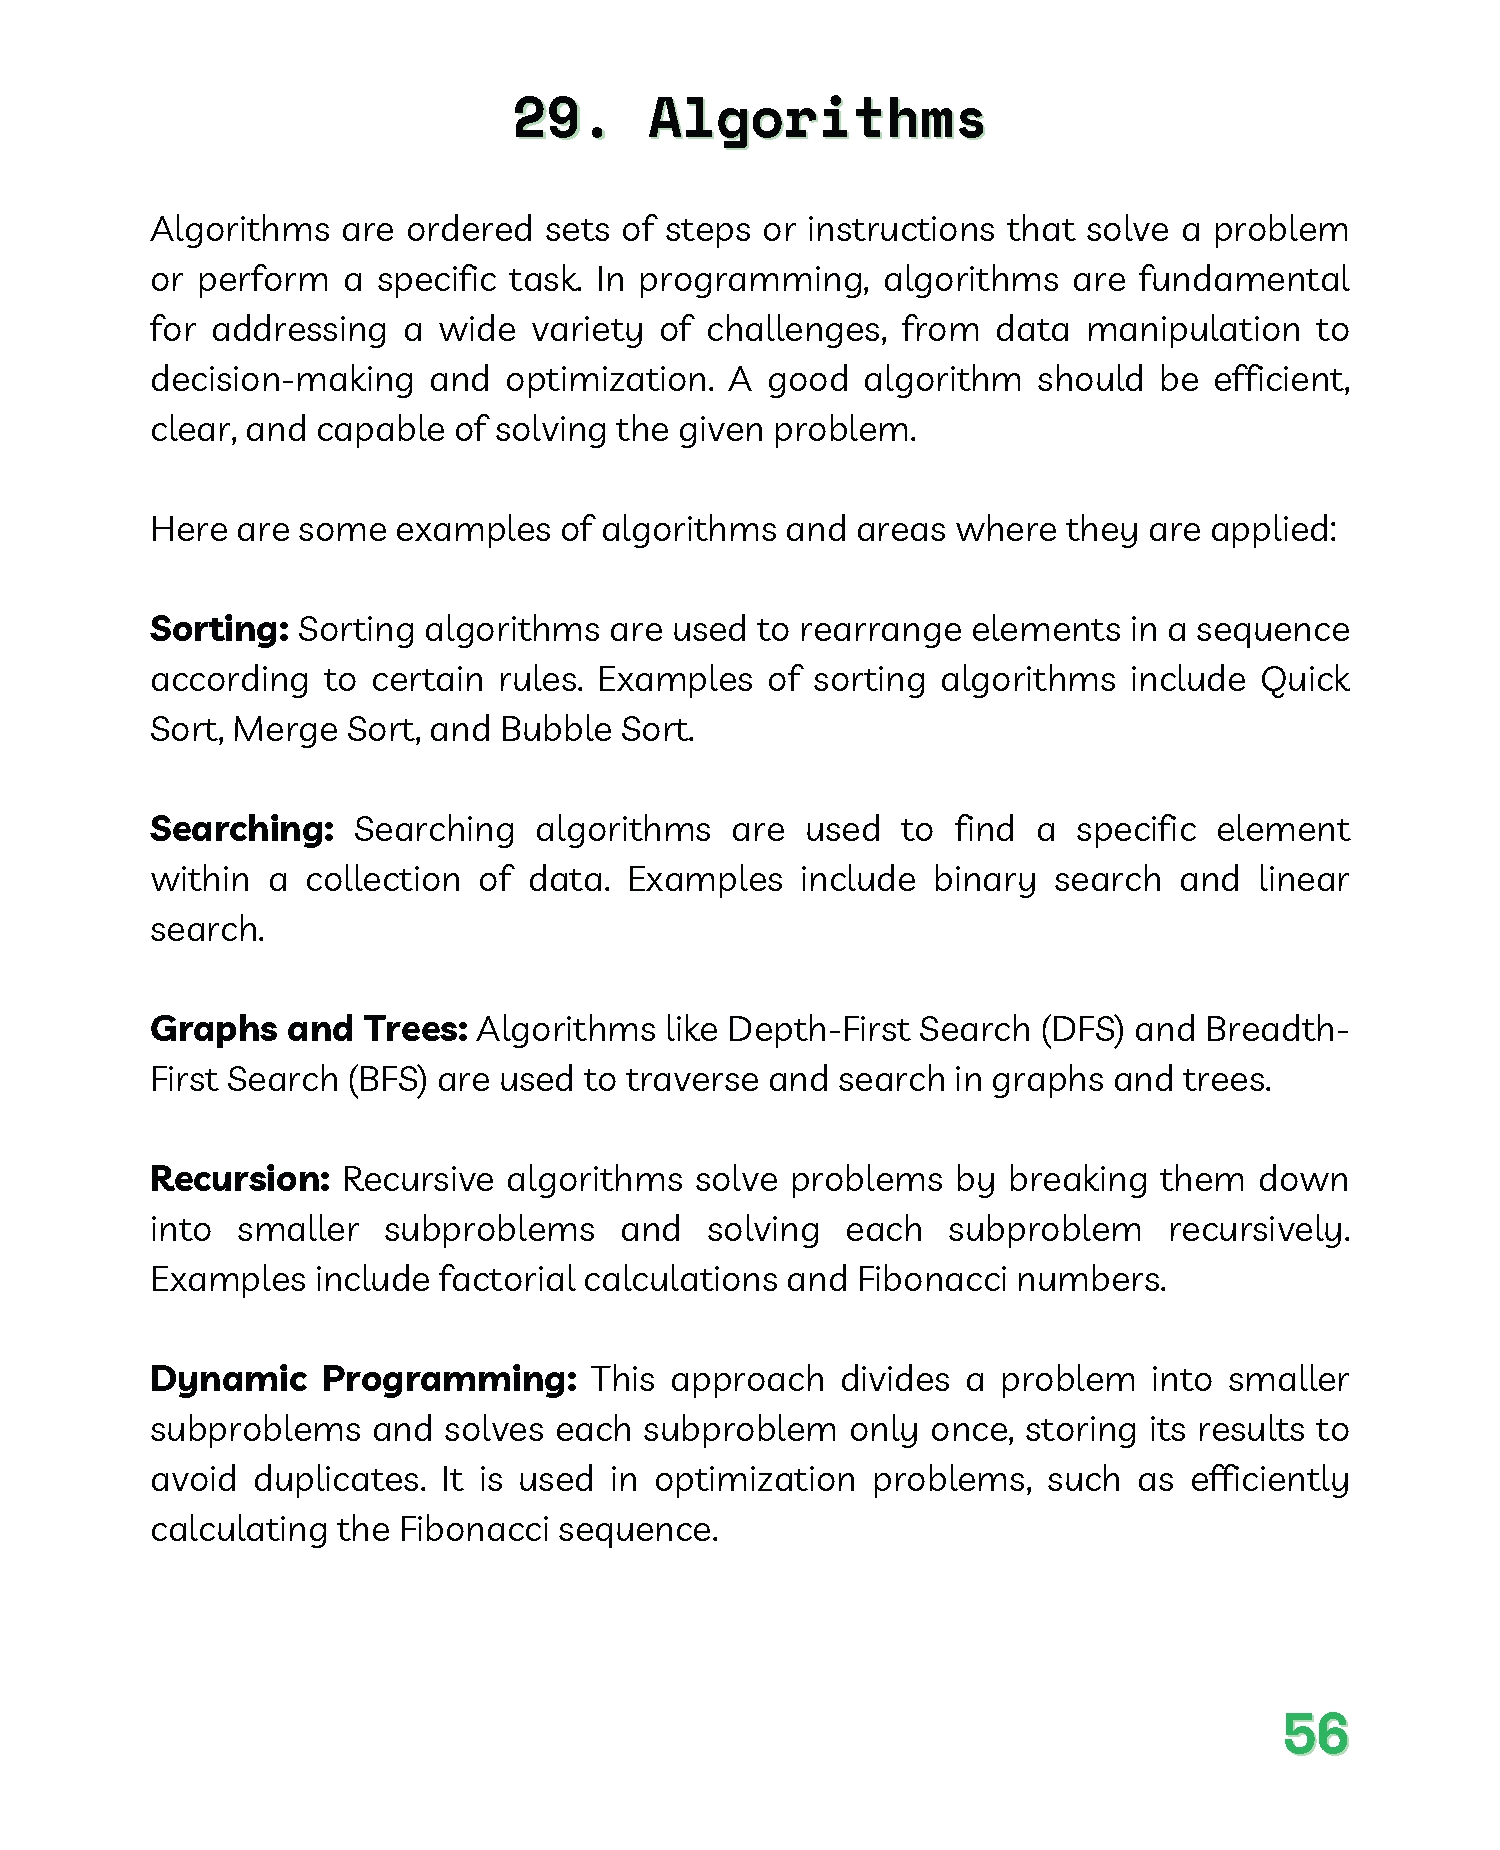 29. Algorithms
Algorithms are ordered sets of steps or instructions that solve a problem
or perform a specific task. In programming, algorithms are fundamental
for addressing a wide variety of challenges, from data manipulation to
decision-making and optimization. A good algorithm should be efficient,
clear, and capable of solving the given problem.
Here are some examples of algorithms and areas where they are applied:
Sorting: Sorting algorithms are used to rearrange elements in a sequence
according to certain rules. Examples of sorting algorithms include Quick
Sort, Merge Sort, and Bubble Sort.
Searching: Searching algorithms are used to find a specific element
within a collection of data. Examples include binary search and linear
search.
Graphs and Trees: Algorithms like Depth-First Search (DFS) and Breadth-
First Search (BFS) are used to traverse and search in graphs and trees.
Recursion: Recursive algorithms solve problems by breaking them down
into smaller subproblems and solving each subproblem recursively.
Examples include factorial calculations and Fibonacci numbers.
Dynamic Programming: This approach divides a problem into smaller
subproblems and solves each subproblem only once, storing its results to
avoid duplicates. It is used in optimization problems, such as efficiently
calculating the Fibonacci sequence.
56